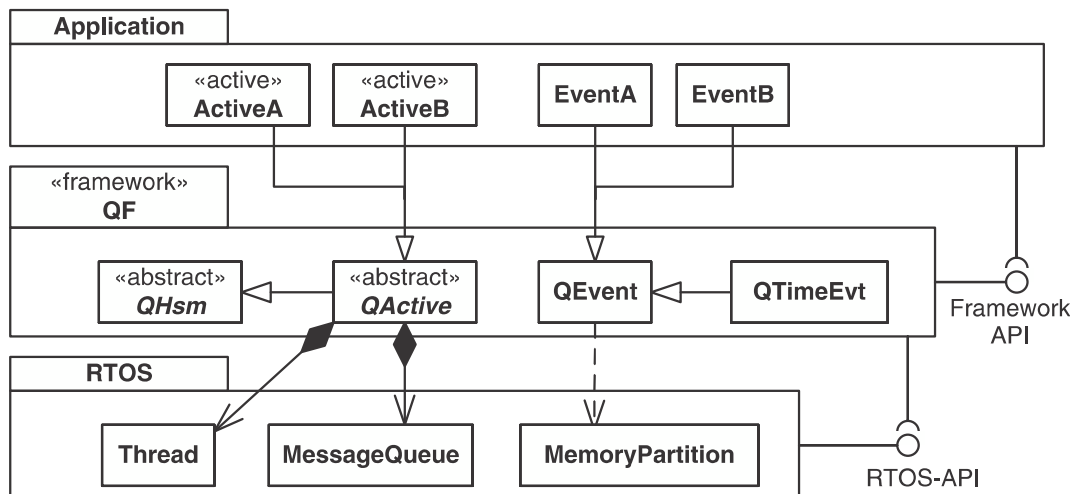 Application
«active»
ActiveA
«active»
ActiveB
EventA
EventB
«framework»
QF
«abstract»
QHsm
«abstract»
QActive
QEvent
QTimeEvt
Framework
API
RTOS
Thread
MessageQueue
MemoryPartition
RTOS-API